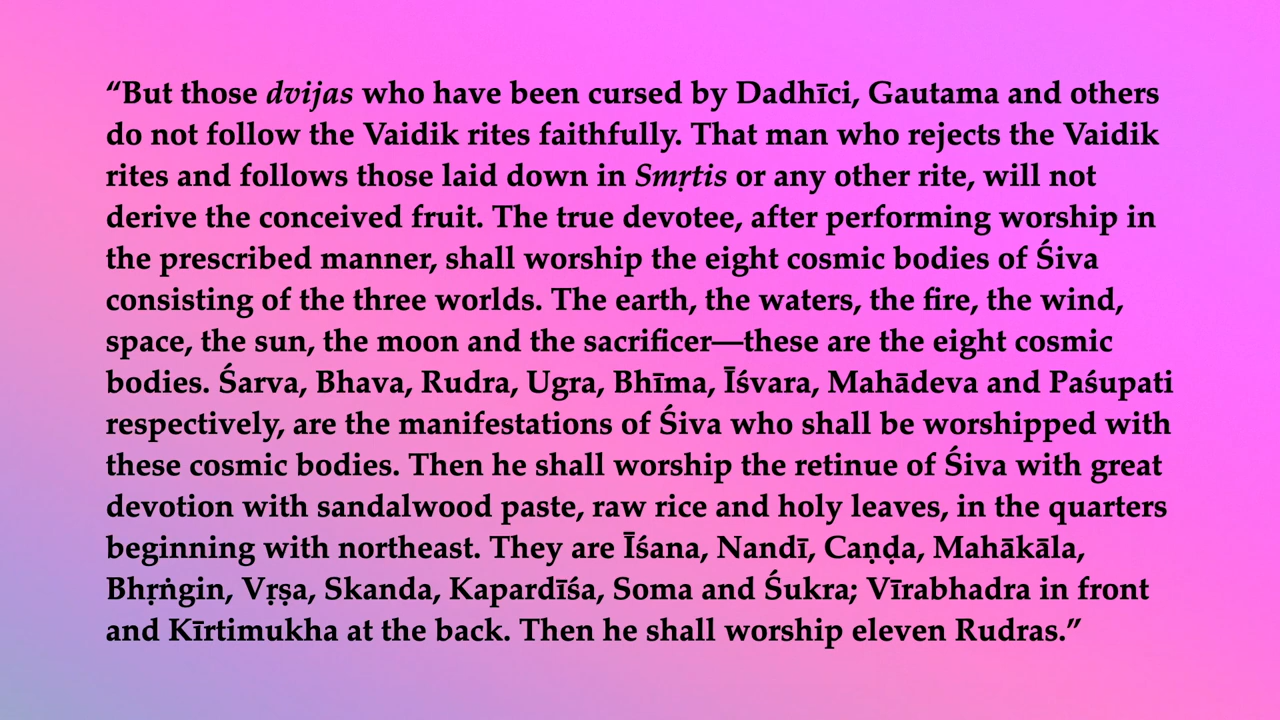 “But those dvijas who have been cursed by Dadhīci, Gautama and others
do not follow the Vaidik rites faithfully. That man who rejects the Vaidik
rites and follows those laid down in Smṛtis or any other rite, will not
derive the conceived fruit. The true devotee, after performing worship in
the prescribed manner, shall worship the eight cosmic bodies of Śiva
consisting of the three worlds. The earth, the waters, the fire, the wind,
space, the sun, the moon and the sacrificer—these are the eight cosmic
bodies. Śarva, Bhava, Rudra, Ugra, Bhīma, Īśvara, Mahādeva and Paśupati
respectively, are the manifestations of Śiva who shall be worshipped with
these cosmic bodies. Then he shall worship the retinue of Śiva with great
devotion with sandalwood paste, raw rice and holy leaves, in the quarters
beginning with northeast. They are Īśana, Nandī, Caṇḍa, Mahākāla,
Bhṛṅgin, Vṛṣa, Skanda, Kapardīśa, Soma and Śukra; Vīrabhadra in front
and Kīrtimukha at the back. Then he shall worship eleven Rudras.”